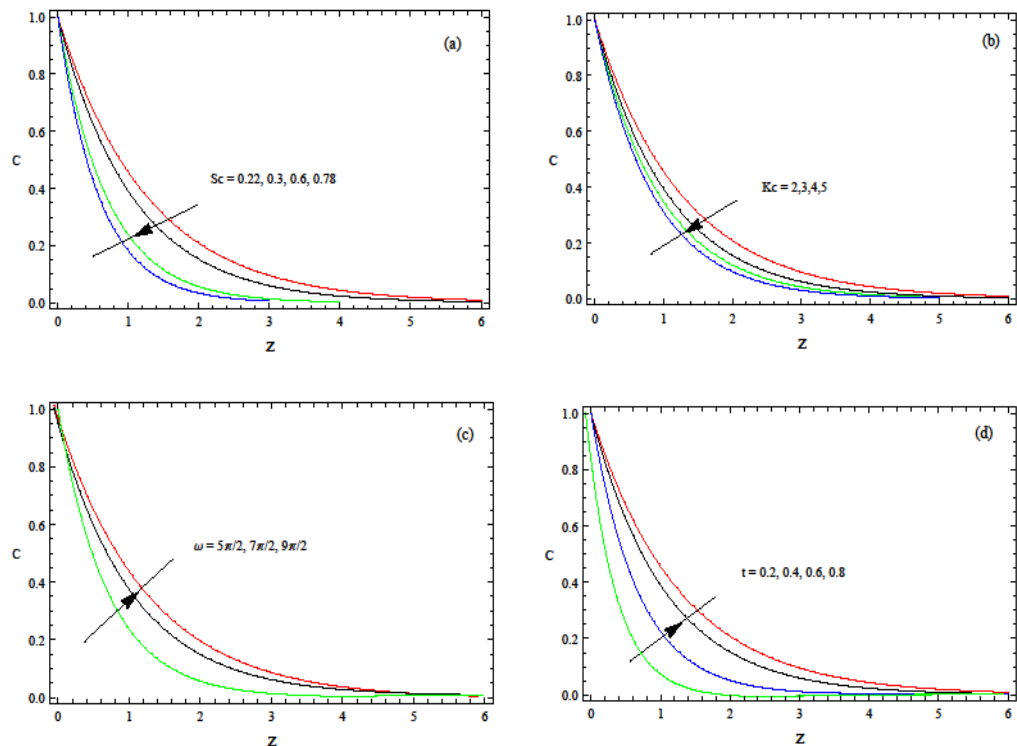 1.0
(a)
0.8
0.6
C
Sc = 0.22, 0.3, 0.6, 0.78
0.4
0.2
0.0
0 1 2 3 4 5 6
Z
1.0
(b)
0.8
0.6
C
Kc = 2,3,4,5
0.4
0.2
0.0
0 1 2 3 4 5 6
Z
1.0
(c)
0.8
0.6
C
ω = 5π/2, 7π/2, 9π/2
0.4
0.2
0.0
0 1 2 3 4 5 6
Z
1.0
(d)
0.8
0.6
C
t = 0.2, 0.4, 0.6, 0.8
0.4
0.2
0.0
0 1 2 3 4 5 6
Z